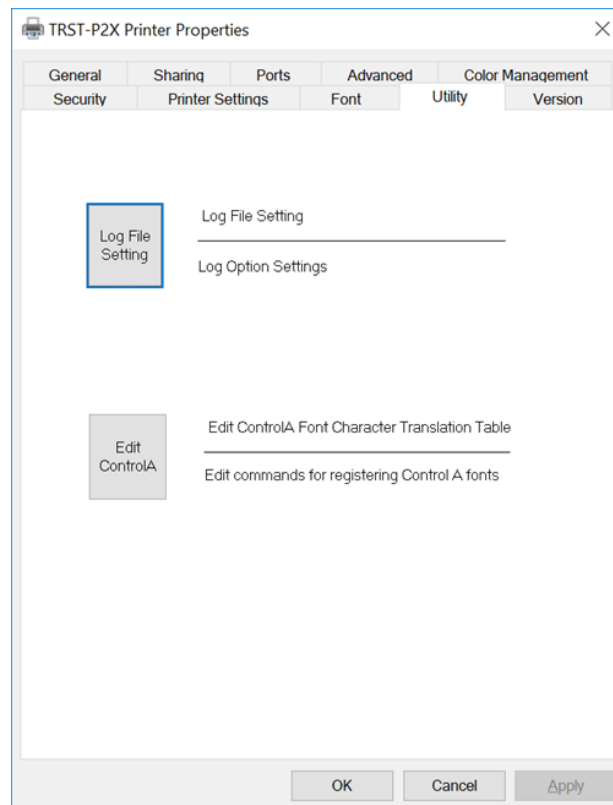 TRST-P2X Printer Properties
General Sharing Ports Advanced Color Management
Security Printer Settings Font Utility Version
Log File Setting
Log File Setting
Log Option Settings
Edit ControlA Font Character Translation Table
Edit ControlA
Edit commands for registering Control A fonts
OK Cancel Apply